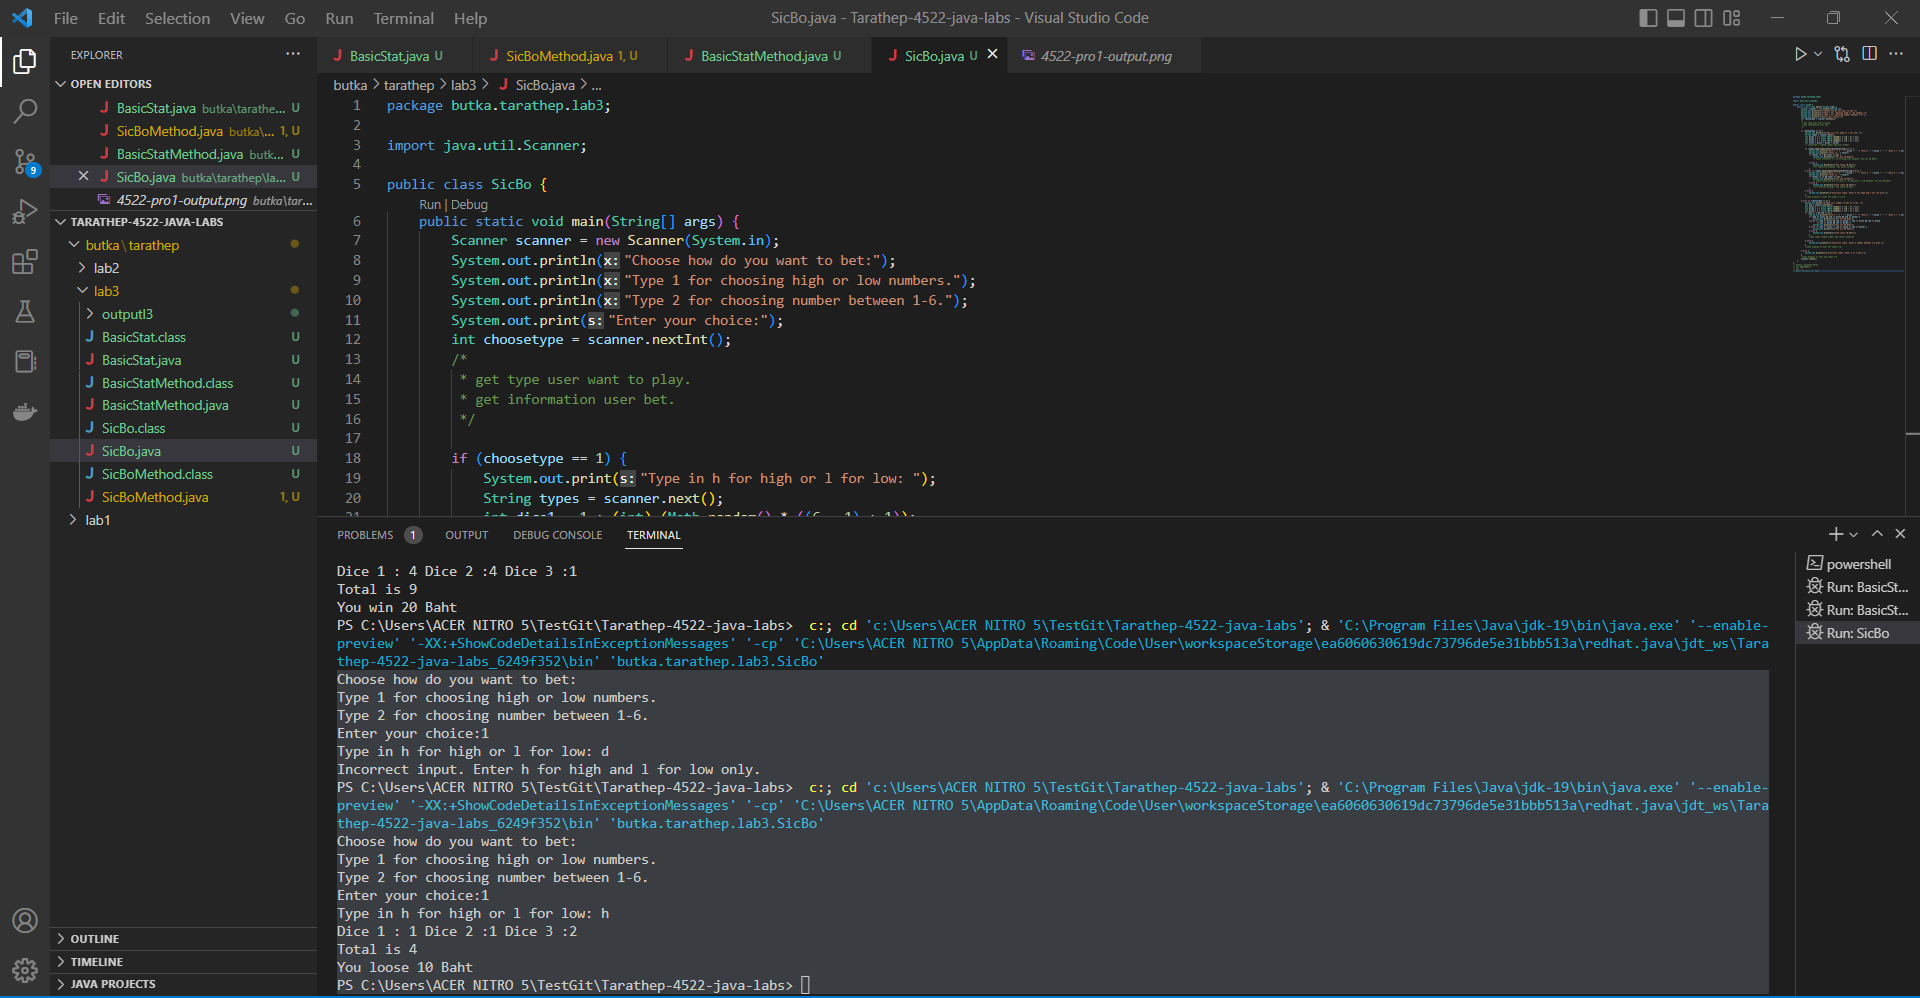 File Edit Selection View Go Run Terminal Help
SicBo.java - Tarathep-4522-java-labs - Visual Studio Code
EXPLORER
OPEN EDITORS
BasicStat.java butka\tarathe... U
SicBoMethod.java butka\... 1, U
BasicStatMethod.java butk... U
SicBo.java butka\tarathep\la... U
4522-pro1-output.png butka\tar...
TARATHEP-4522-JAVA-LABS
butka \ tarathep
lab2
lab3
outputl3
BasicStat.class U
BasicStat.java U
BasicStatMethod.class U
BasicStatMethod.java U
SicBo.class U
SicBo.java U
SicBoMethod.class U
SicBoMethod.java 1, U
lab1
OUTLINE
TIMELINE
JAVA PROJECTS
9
BasicStat.java U
SicBoMethod.java 1, U
BasicStatMethod.java U
SicBo.java U
4522-pro1-output.png
butka > tarathep > lab3 > SicBo.java > ...
1 package butka.tarathep.lab3;
2
3 import java.util.Scanner;
4
5 public class SicBo {
Run | Debug
6 public static void main(String[] args) {
7 Scanner scanner = new Scanner(System.in);
8 System.out.println(x: "Choose how do you want to bet:");
9 System.out.println(x: "Type 1 for choosing high or low numbers.");
10 System.out.println(x: "Type 2 for choosing number between 1-6.");
11 System.out.print(s: "Enter your choice:");
12 int choosetype = scanner.nextInt();
13 /*
14 * get type user want to play.
15 * get information user bet.
16 */
17
18 if (choosetype == 1) {
19 System.out.print(s: "Type in h for high or l for low: ");
20 String types = scanner.next();
PROBLEMS 1 OUTPUT DEBUG CONSOLE TERMINAL
Dice 1 : 4 Dice 2 :4 Dice 3 :1
Total is 9
You win 20 Baht
PS C:\Users\ACER NITRO 5\TestGit\Tarathep-4522-java-labs> c:; cd 'c:\Users\ACER NITRO 5\TestGit\Tarathep-4522-java-labs'; & 'C:\Program Files\Java\jdk-19\bin\java.exe' '--enable-
preview' '-XX:+ShowCodeDetailsInExceptionMessages' '-cp' 'C:\Users\ACER NITRO 5\AppData\Roaming\Code\User\workspaceStorage\ea6060630619dc73796de5e31bbb513a\redhat.java\jdt_ws\Tara
thep-4522-java-labs_6249f352\bin' 'butka.tarathep.lab3.SicBo'
Choose how do you want to bet:
Type 1 for choosing high or low numbers.
Type 2 for choosing number between 1-6.
Enter your choice:1
Type in h for high or l for low: d
Incorrect input. Enter h for high and l for low only.
PS C:\Users\ACER NITRO 5\TestGit\Tarathep-4522-java-labs> c:; cd 'c:\Users\ACER NITRO 5\TestGit\Tarathep-4522-java-labs'; & 'C:\Program Files\Java\jdk-19\bin\java.exe' '--enable-
preview' '-XX:+ShowCodeDetailsInExceptionMessages' '-cp' 'C:\Users\ACER NITRO 5\AppData\Roaming\Code\User\workspaceStorage\ea6060630619dc73796de5e31bbb513a\redhat.java\jdt_ws\Tara
thep-4522-java-labs_6249f352\bin' 'butka.tarathep.lab3.SicBo'
Choose how do you want to bet:
Type 1 for choosing high or low numbers.
Type 2 for choosing number between 1-6.
Enter your choice:1
Type in h for high or l for low: h
Dice 1 : 1 Dice 2 :1 Dice 3 :2
Total is 4
You loose 10 Baht
PS C:\Users\ACER NITRO 5\TestGit\Tarathep-4522-java-labs>
powershell
Run: BasicSt...
Run: BasicSt...
Run: SicBo